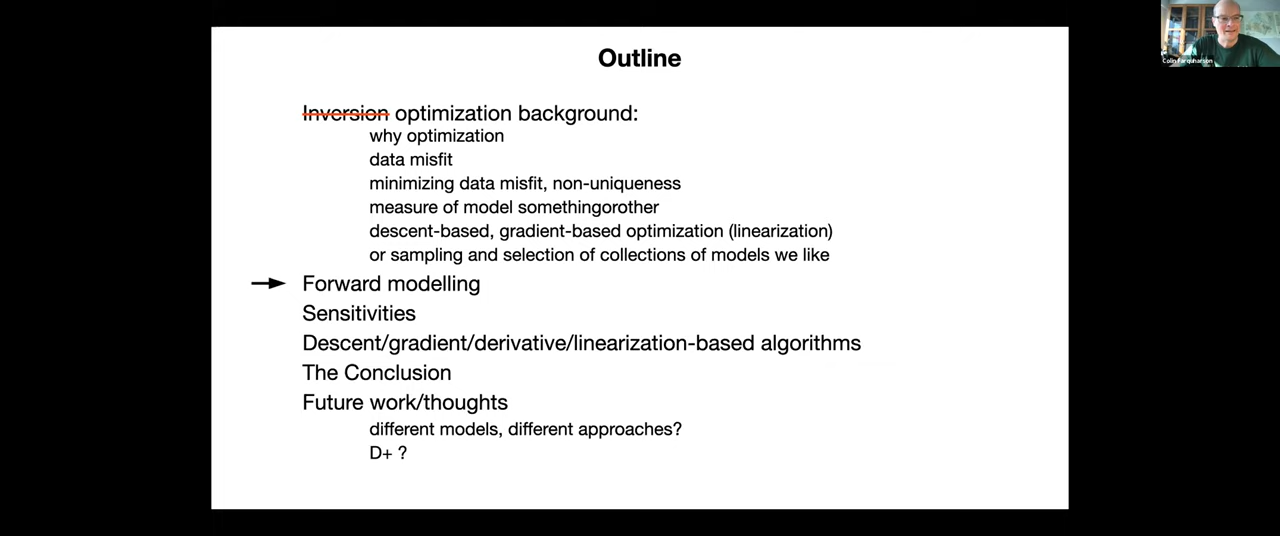 Outline
Inversion optimization background:
why optimization
data misfit
minimizing data misfit, non-uniqueness
measure of model somethingorother
descent-based, gradient-based optimization (linearization)
or sampling and selection of collections of models we like
Forward modelling
Sensitivities
Descent/gradient/derivative/linearization-based algorithms
The Conclusion
Future work/thoughts
different models, different approaches?
D+ ?
Colin Farquharson